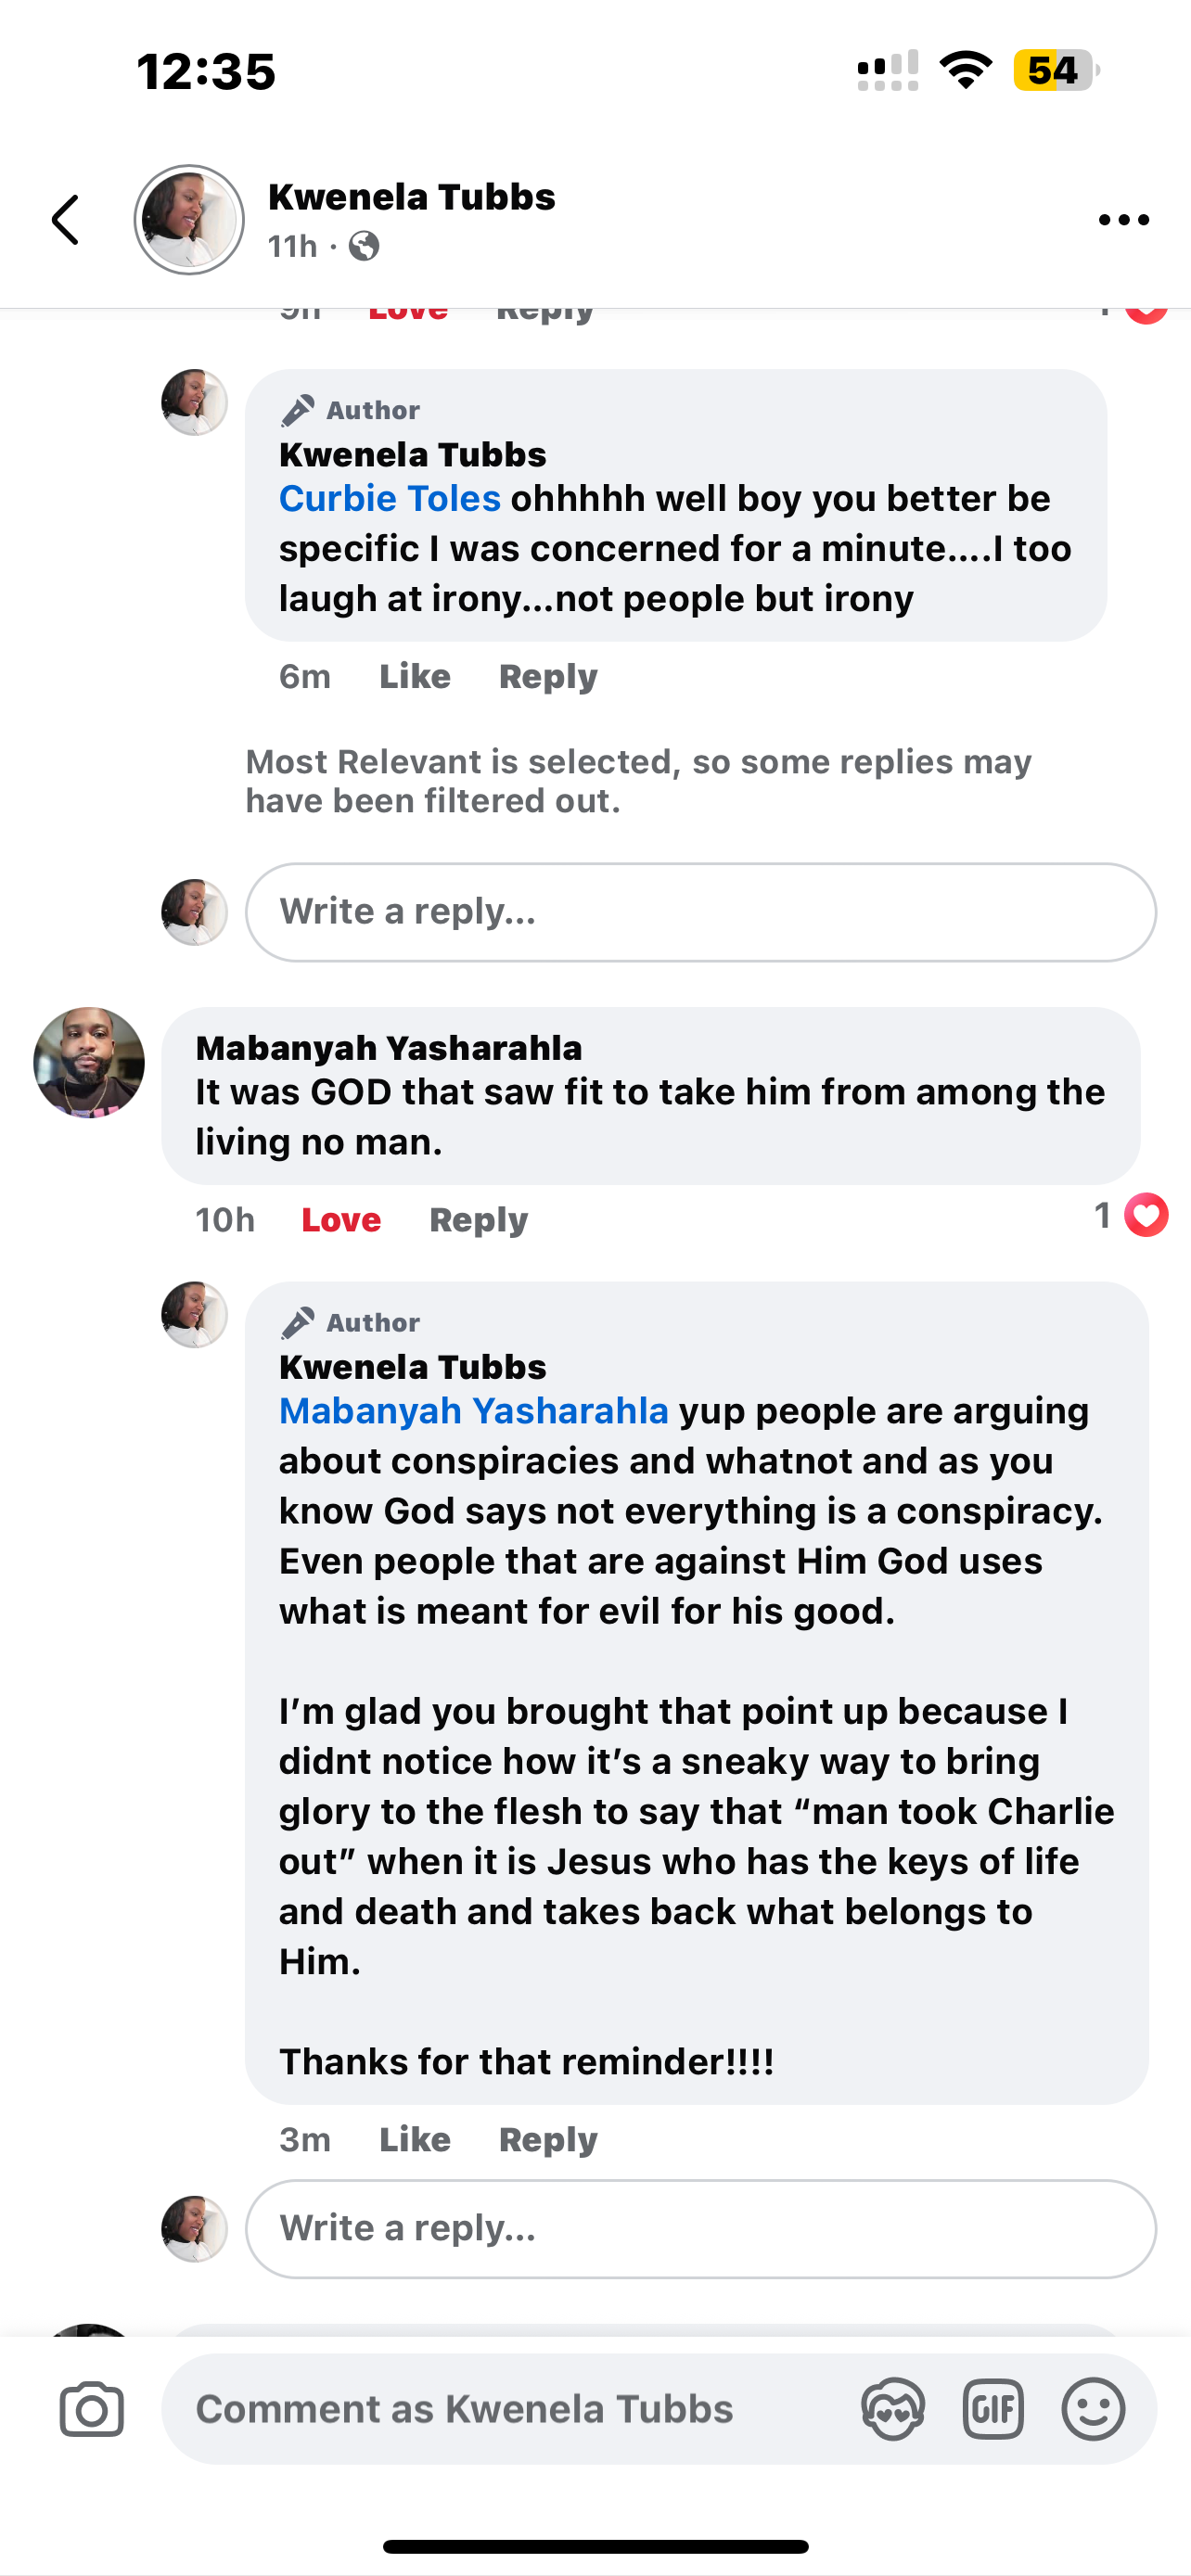 12:35
54
Kwenela Tubbs
11h ·
9h Love Reply 1
Author
Kwenela Tubbs
Curbie Toles ohhhhh well boy you better be
specific I was concerned for a minute....I too
laugh at irony...not people but irony
6m Like Reply
Most Relevant is selected, so some replies may
have been filtered out.
Write a reply...
Mabanyah Yasharahla
It was GOD that saw fit to take him from among the
living no man.
10h Love Reply 1
Author
Kwenela Tubbs
Mabanyah Yasharahla yup people are arguing
about conspiracies and whatnot and as you
know God says not everything is a conspiracy.
Even people that are against Him God uses
what is meant for evil for his good.
I’m glad you brought that point up because I
didnt notice how it’s a sneaky way to bring
glory to the flesh to say that “man took Charlie
out” when it is Jesus who has the keys of life
and death and takes back what belongs to
Him.
Thanks for that reminder!!!!
3m Like Reply
Write a reply...
Comment as Kwenela Tubbs
GIF